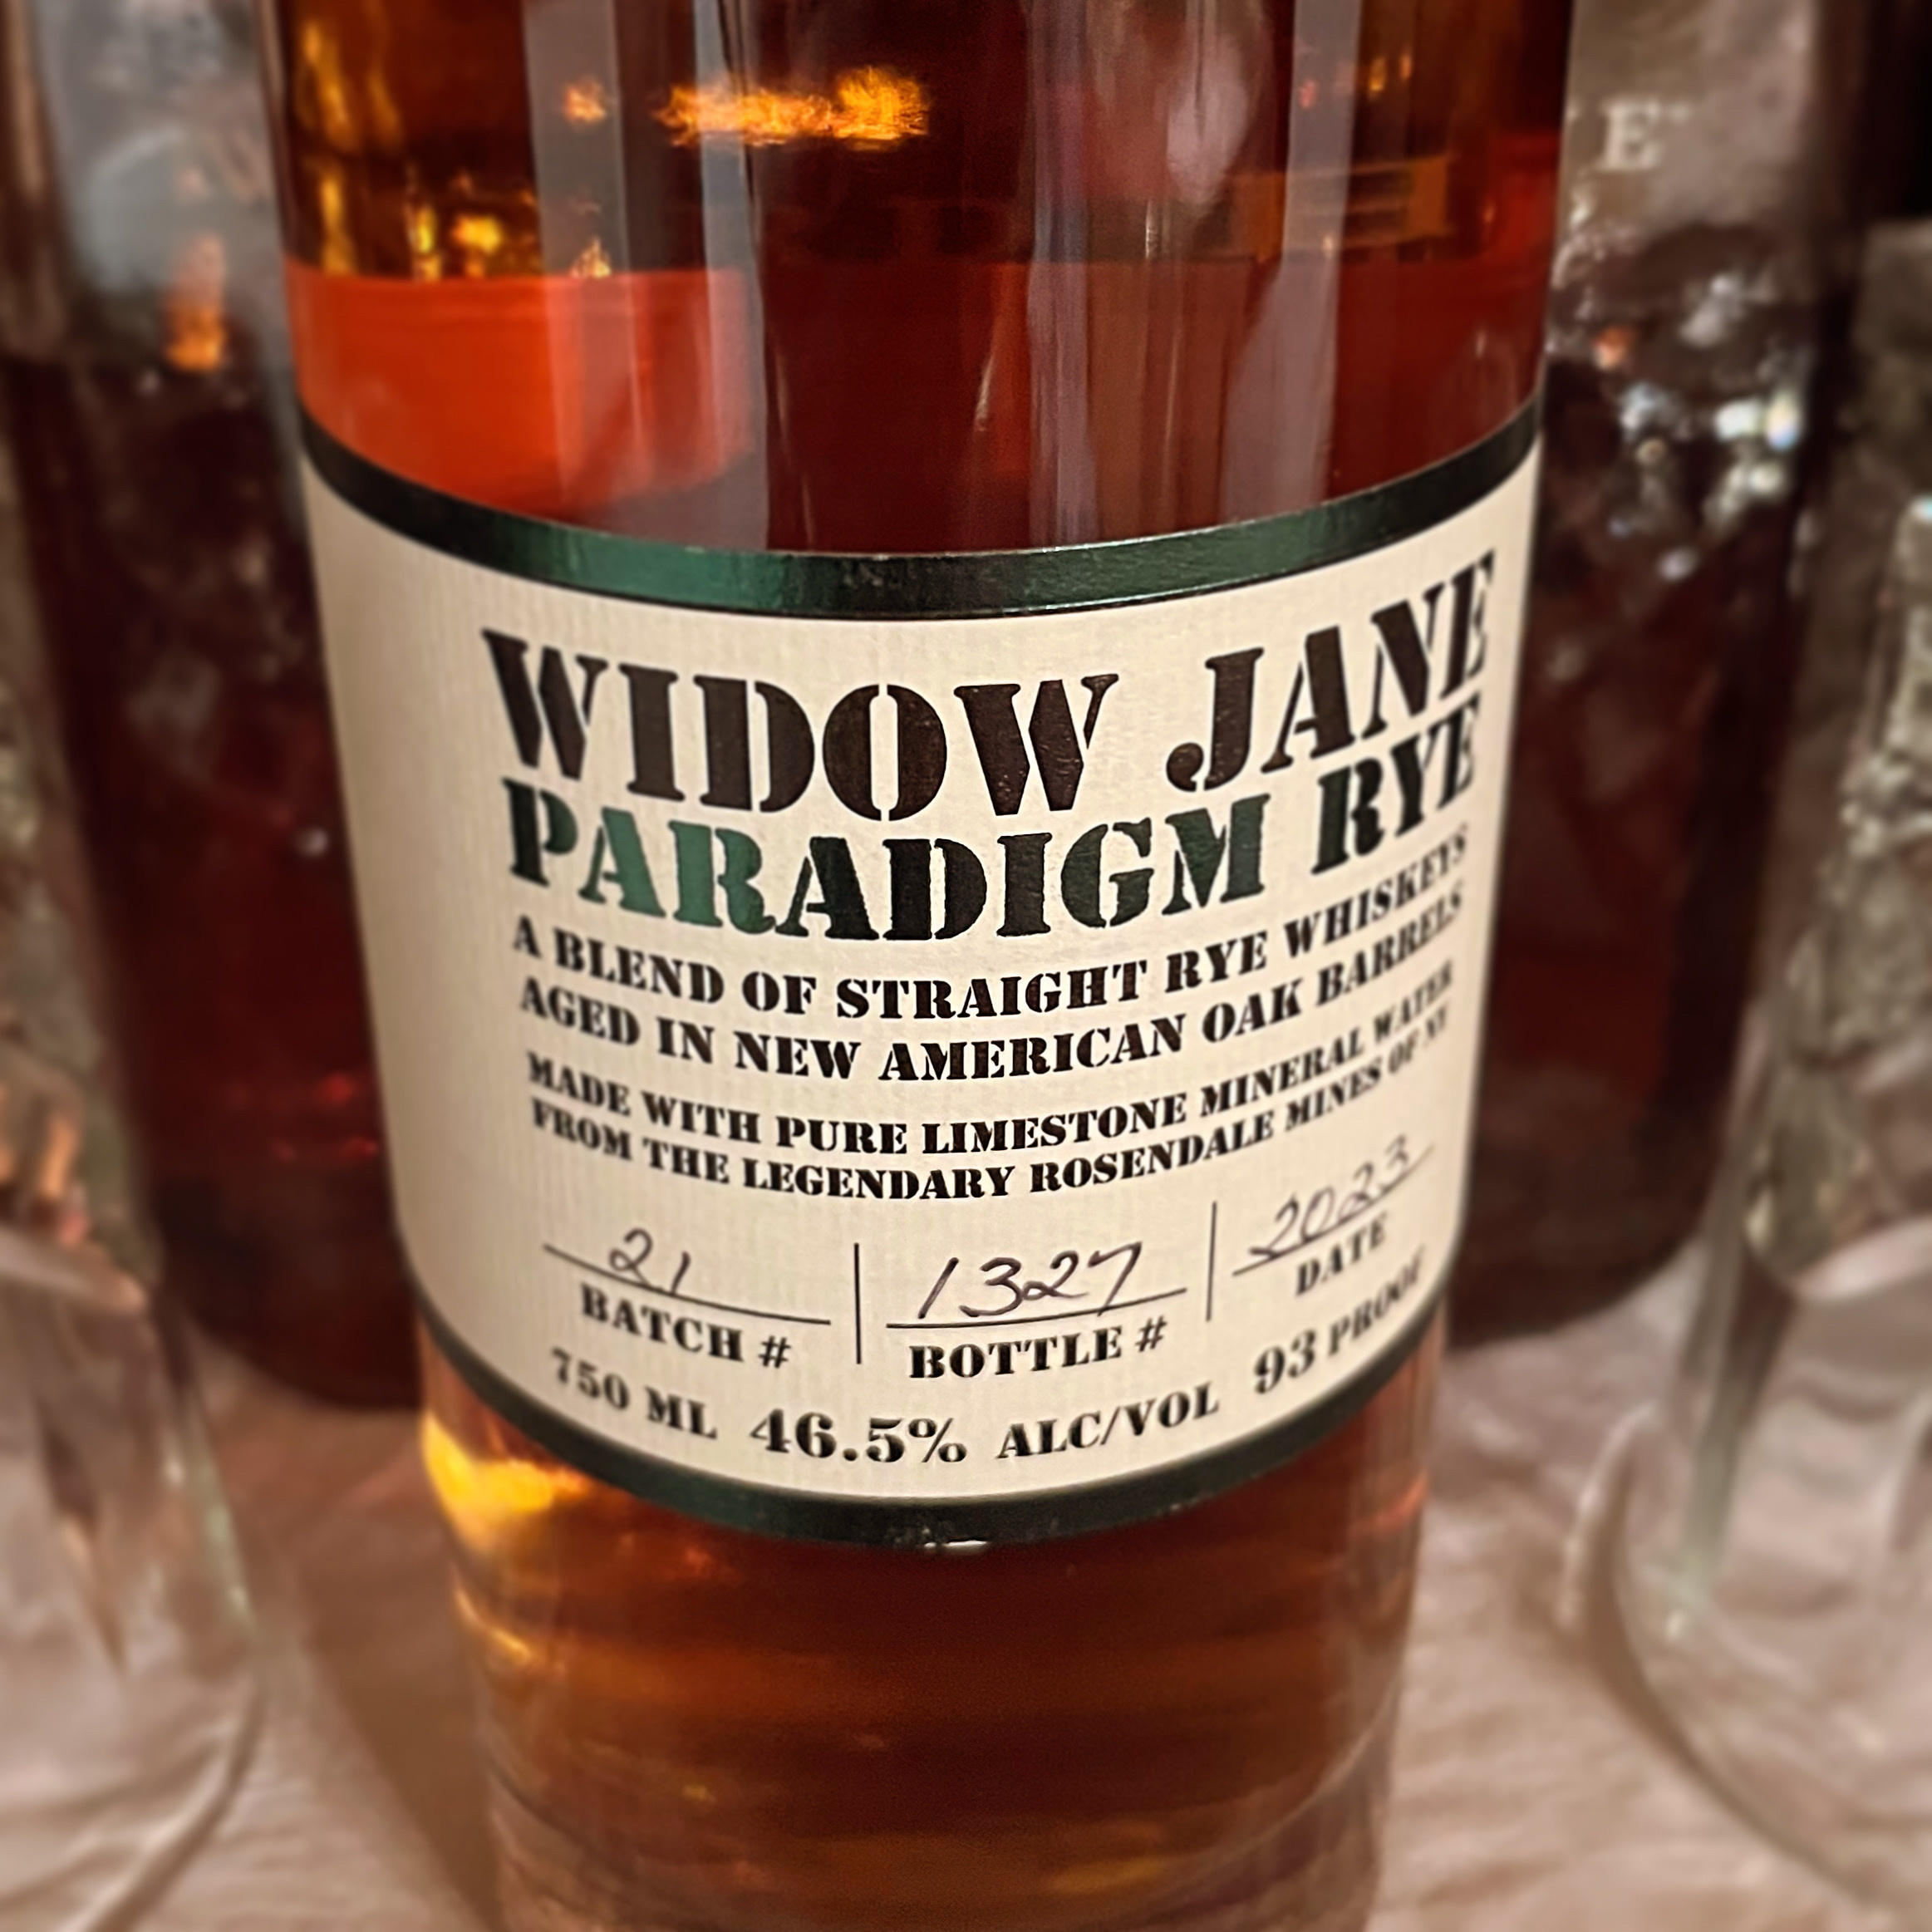 WIDOW JANE
PARADIGM RYE
A BLEND OF STRAIGHT RYE WHISKEYS
AGED IN NEW AMERICAN OAK BARRELS
MADE WITH PURE LIMESTONE MINERAL WATER
FROM THE LEGENDARY ROSENDALE MINES OF NY
21
BATCH #
1327
BOTTLE #
2023
DATE
750 ML 46.5% ALC/VOL 93 PROOF